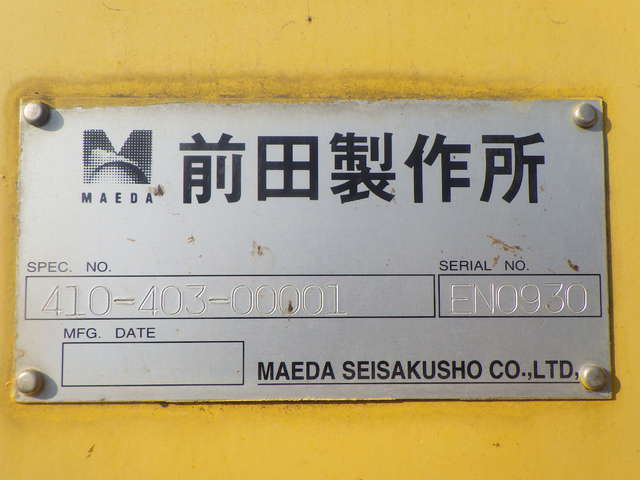 MAEDA
前田製作所
SPEC. NO.
SERIAL NO.
410-403-00001
EN0930
MFG. DATE
MAEDA SEISAKUSHO CO.,LTD,